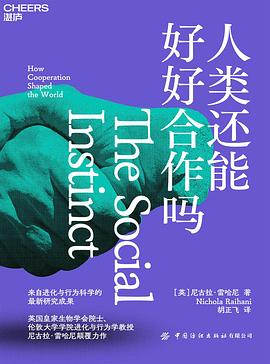 CHEERS
湛庐
人类还能
好好合作吗
How
Cooperation
Shaped
the World
The Social
Instinct
[英]尼古拉·雷哈尼 著
Nichola Raihani
胡正飞 译
来自进化与行为科学的
最新研究成果
英国皇家生物学会院士、
伦敦大学学院进化与行为学教授
尼古拉·雷哈尼颠覆力作
中国纺织出版社有限公司